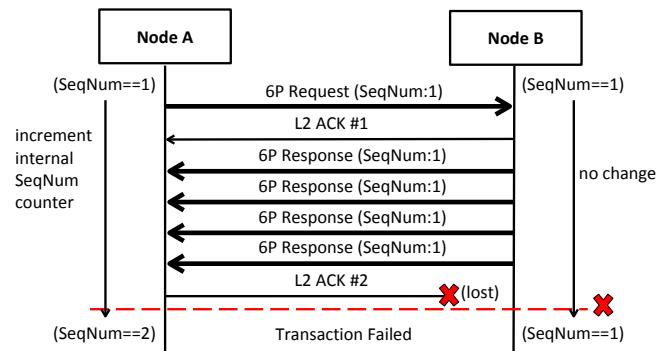 Node A
Node B
(SeqNum==1)
(SeqNum==1)
6P Request (SeqNum:1)
L2 ACK #1
increment
internal
SeqNum
counter
6P Response (SeqNum:1)
no change
6P Response (SeqNum:1)
6P Response (SeqNum:1)
6P Response (SeqNum:1)
L2 ACK #2
(lost)
(SeqNum==2)
Transaction Failed
(SeqNum==1)